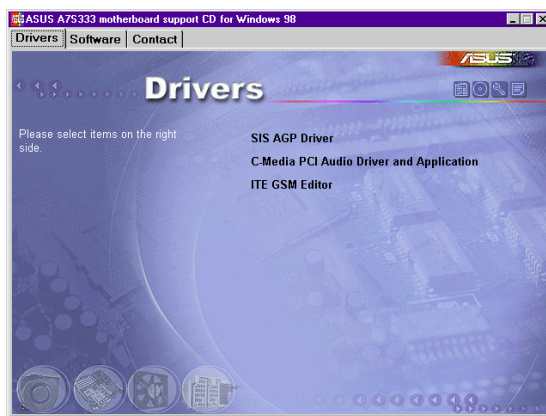 ASUS A7S333 motherboard support CD for Windows 98
Drivers Software Contact
ASUS
Drivers
Please select items on the right
side.
SIS AGP Driver
C-Media PCI Audio Driver and Application
ITE GSM Editor